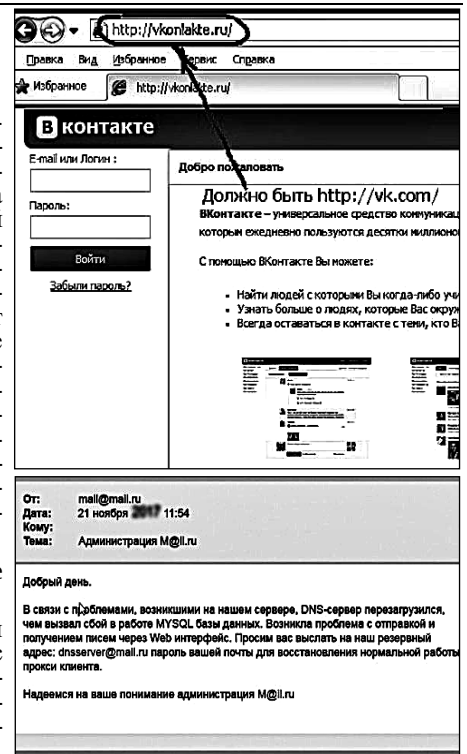 http://vkonlakte.ru/
Правка Вид Избранное Сервис Справка
Избранное http://vkonlakte.ru/
В контакте
E-mail или Логин :
Добро пожаловать
Должно быть http://vk.com/
ВКонтакте – универсальное средство коммуникац
Пароль:
которым ежедневно пользуются десятки миллионо
Войти
С помощью ВКонтакте Вы можете:
Забыли пароль?
Найти людей с которыми Вы когда-либо учи
Узнать больше о людях, которые Вас окруж
Всегда оставаться в контакте с теми, кто В
От: mail@mail.ru
Дата: 21 ноября 2017 11:54
Кому:
Тема: Администрация M@il.ru
Добрый день.
В связи с проблемами, возникшими на нашем сервере, DNS-сервер перезагрузился,
чем вызвал сбой в работе MYSQL базы данных. Возникла проблема с отправкой и
получением писем через Web интерфейс. Просим вас выслать на наш резервный
адрес: dnsserver@mail.ru пароль вашей почты для восстановления нормальной работы
прокси клиента.
Надеемся на ваше понимание администрация M@il.ru